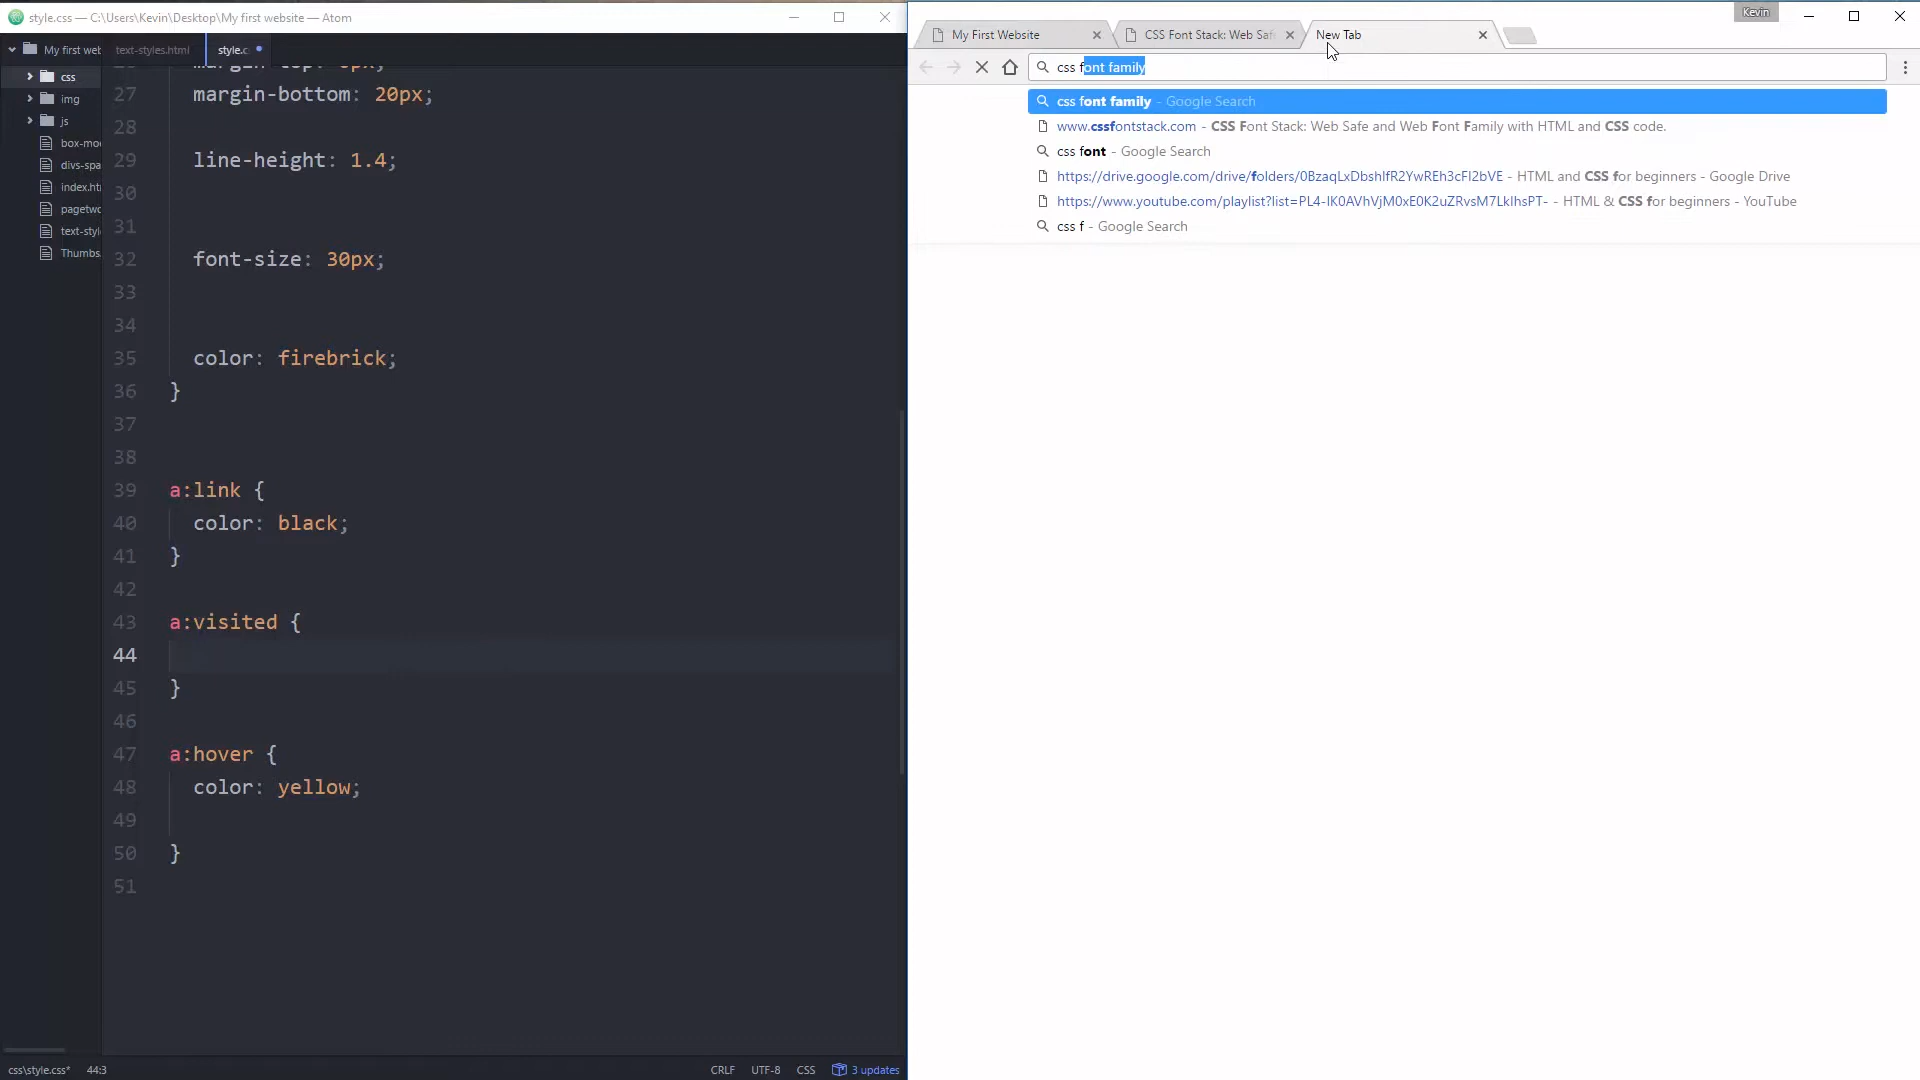 style.css — C:\Users\Kevin\Desktop\My first website — Atom
My first web
text-styles.html
style.c
css
img
js
box-mo
divs-spa
index.ht
pagetwo
text-sty
Thumbs.
27 margin-bottom: 20px;
28
29 line-height: 1.4;
30
31
32 font-size: 30px;
33
34
35 color: firebrick;
36 }
37
38
39 a:link {
40 color: black;
41 }
42
43 a:visited {
44
45 }
46
47 a:hover {
48 color: yellow;
49
50 }
51
css\style.css* 44:3 CRLF UTF-8 CSS 3 updates
Kevin
My First Website
CSS Font Stack: Web Saf
New Tab
css font family
css font family - Google Search
www.cssfontstack.com - CSS Font Stack: Web Safe and Web Font Family with HTML and CSS code.
css font - Google Search
https://drive.google.com/drive/folders/0BzaqLxDbshIfR2YwREh3cFI2bVE - HTML and CSS for beginners - Google Drive
https://www.youtube.com/playlist?list=PL4-IK0AVhVjM0xE0K2uZRvsM7LkIhsPT- - HTML & CSS for beginners - YouTube
css f - Google Search